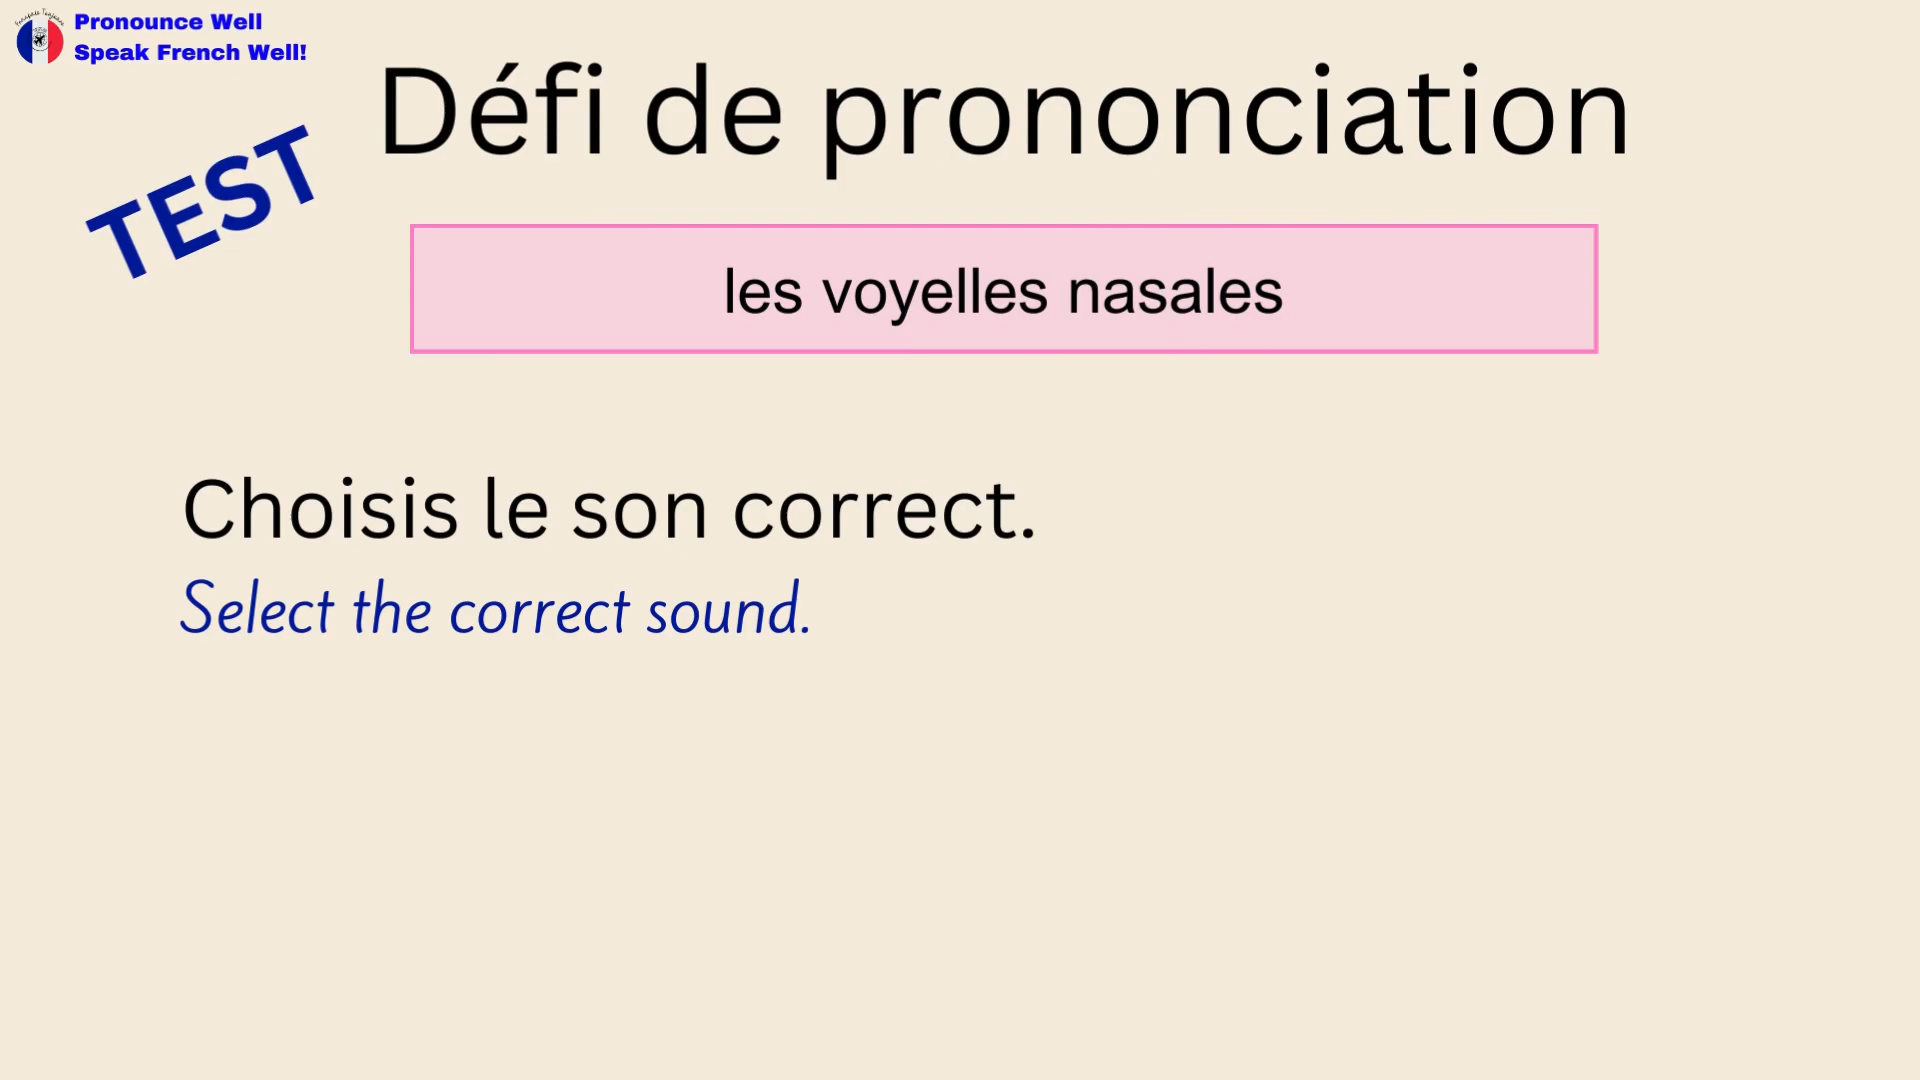 Pronounce Well
Speak French Well!
Défi de prononciation
TEST
les voyelles nasales
Choisis le son correct.
Select the correct sound.